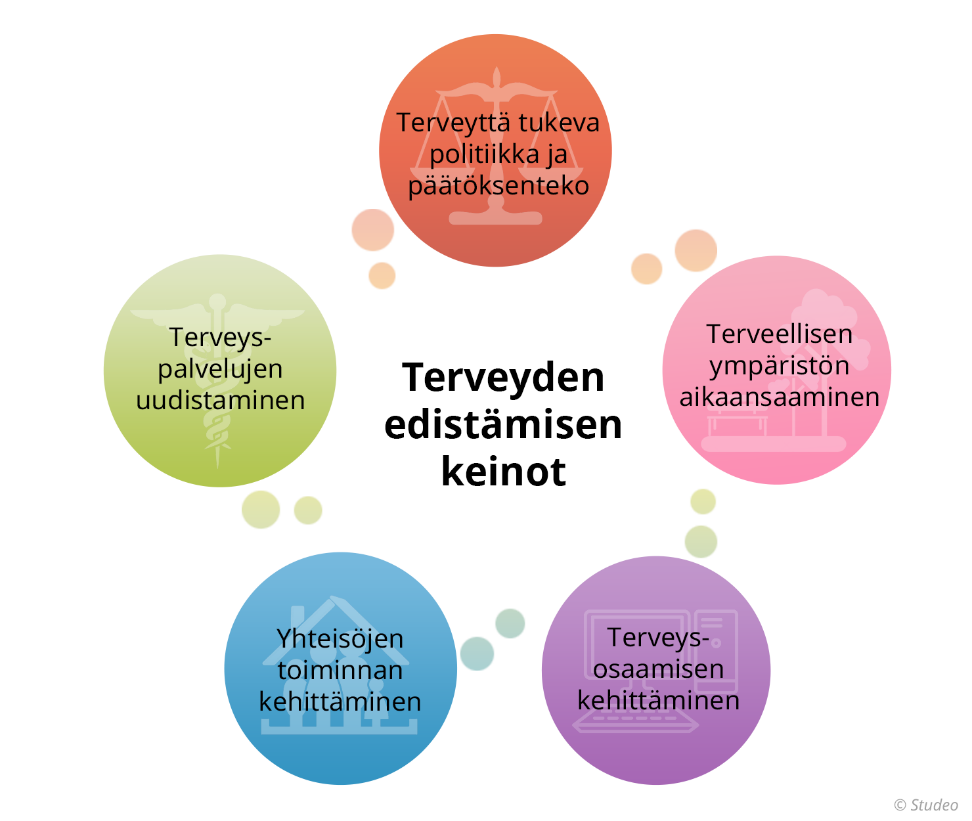 Terveyttä tukeva
politiikka ja
päätöksenteko
Terveys-
palvelujen
uudistaminen
Terveellisen
ympäristön
aikaansaaminen
Terveyden
edistämisen
keinot
Yhteisöjen
toiminnan
kehittäminen
Terveys-
osaamisen
kehittäminen
© Studeo